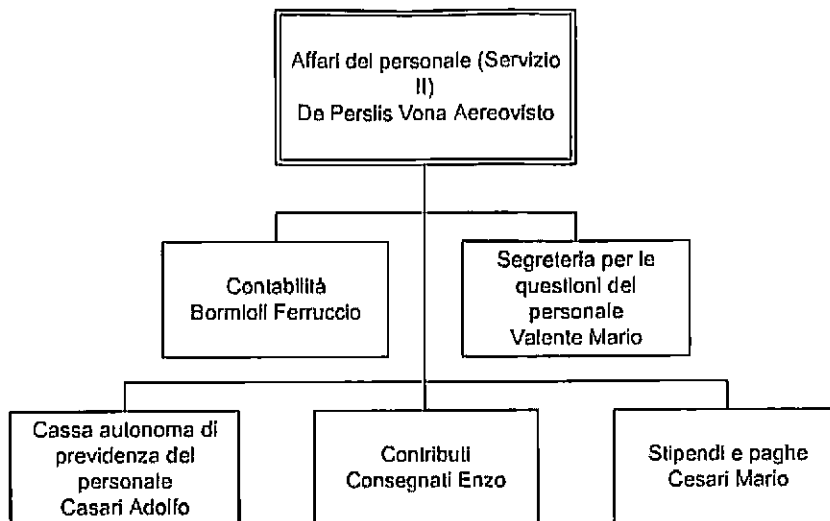 Affari del personale (Servizio
II)
De Persiis Vona Aereovisto
Contabilità
Bormioli Ferruccio
Segreteria per le
questioni del
personale
Valente Mario
Cassa autonoma di
previdenza del
personale
Casari Adolfo
Contributi
Consegnati Enzo
Stipendi e paghe
Cesari Mario